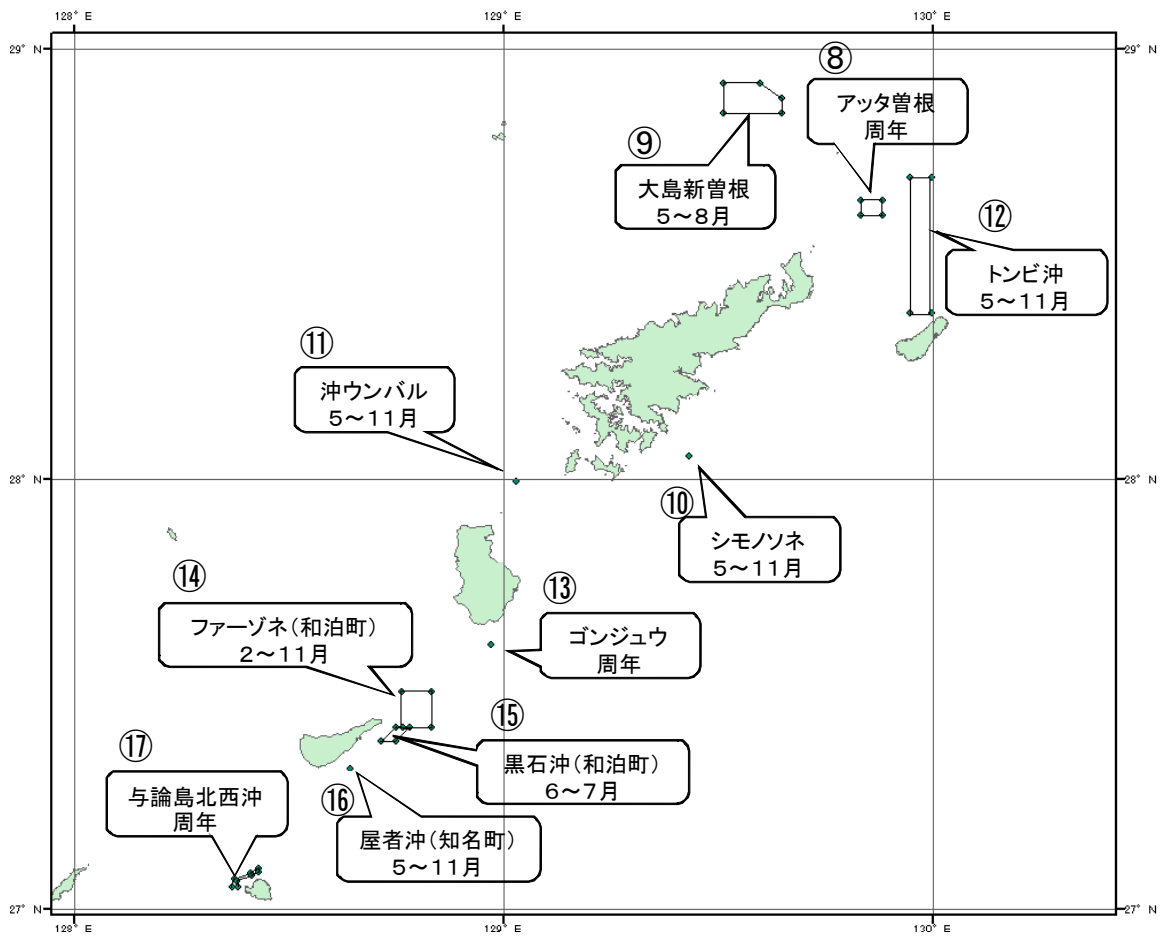 128° E
129° E
130° E
29° N
29° N
⑧
アッタ曽根
周年
⑨
大島新曽根
5～8月
⑫
トンビ沖
5～11月
⑪
沖ウンバル
5～11月
28° N
28° N
⑩
シモノソネ
5～11月
⑭
ファーゾネ（和泊町）
2～11月
⑬
ゴンジュウ
周年
⑮
黒石沖（和泊町）
6～7月
⑰
与論島北西沖
周年
⑯
屋者沖（知名町）
5～11月
27° N
27° N
128° E
129° E
130° E